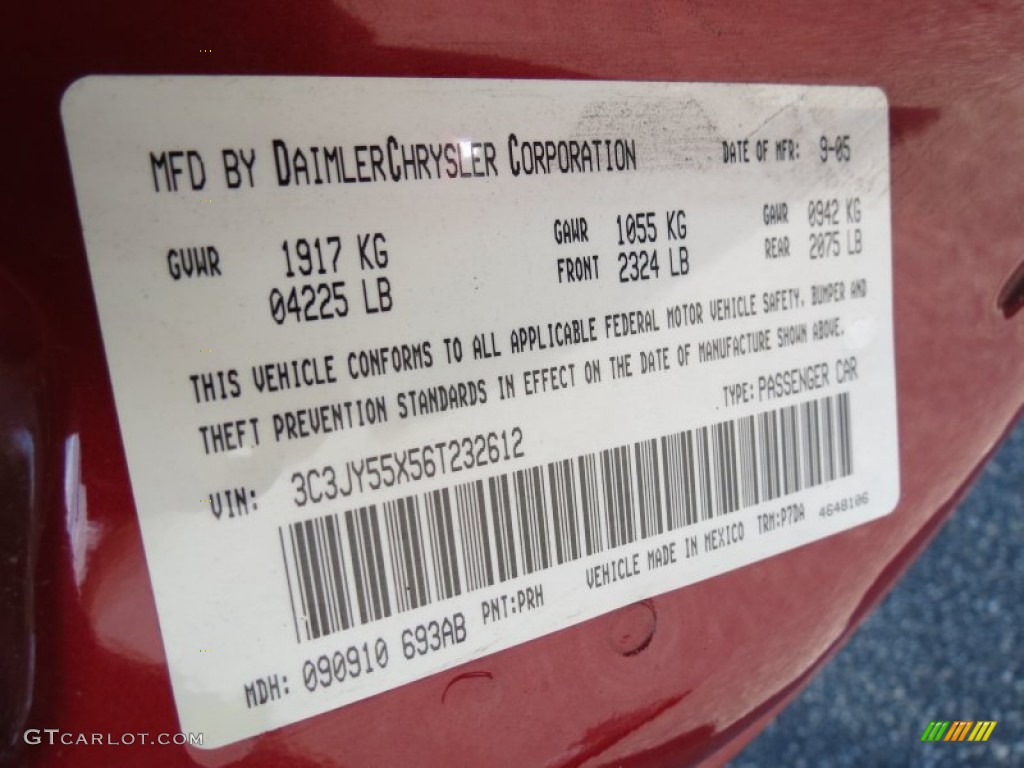 MFD BY DAIMLERCHRYSLER CORPORATION DATE OF MFR: 9-05
GVWR 1917 KG GAWR 1055 KG GAWR 0942 KG
04225 LB FRONT 2324 LB REAR 2075 LB
THIS VEHICLE CONFORMS TO ALL APPLICABLE FEDERAL MOTOR VEHICLE SAFETY, BUMPER AND
THEFT PREVENTION STANDARDS IN EFFECT ON THE DATE OF MANUFACTURE SHOWN ABOVE.
VIN: 3C3JY55X56T232612 TYPE: PASSENGER CAR
MDH: 090910 693AB PNT:PRH VEHICLE MADE IN MEXICO TRM:P7DA 4648106
GTCARLOT.COM